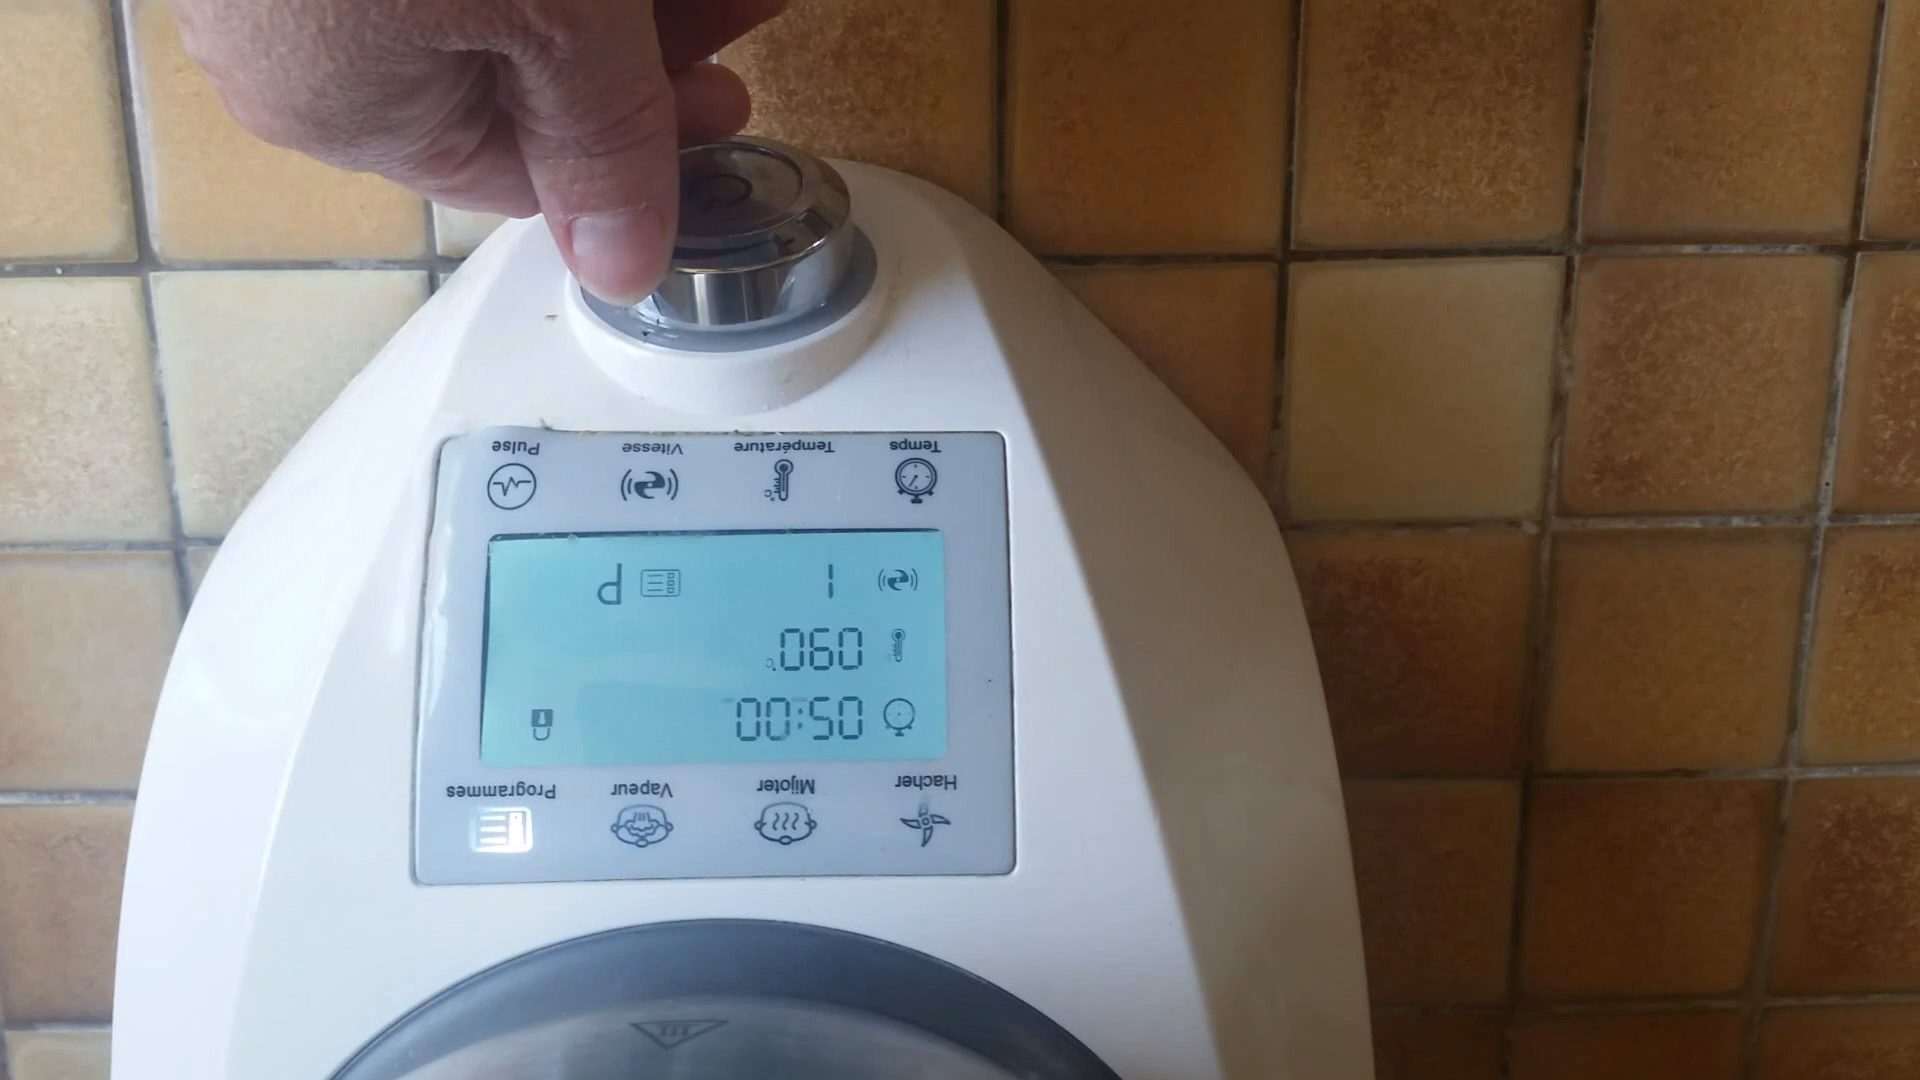 Hacher Mijoter Vapeur Programmes
05:00
090°C
1 P
Temps Température Vitesse Pulse